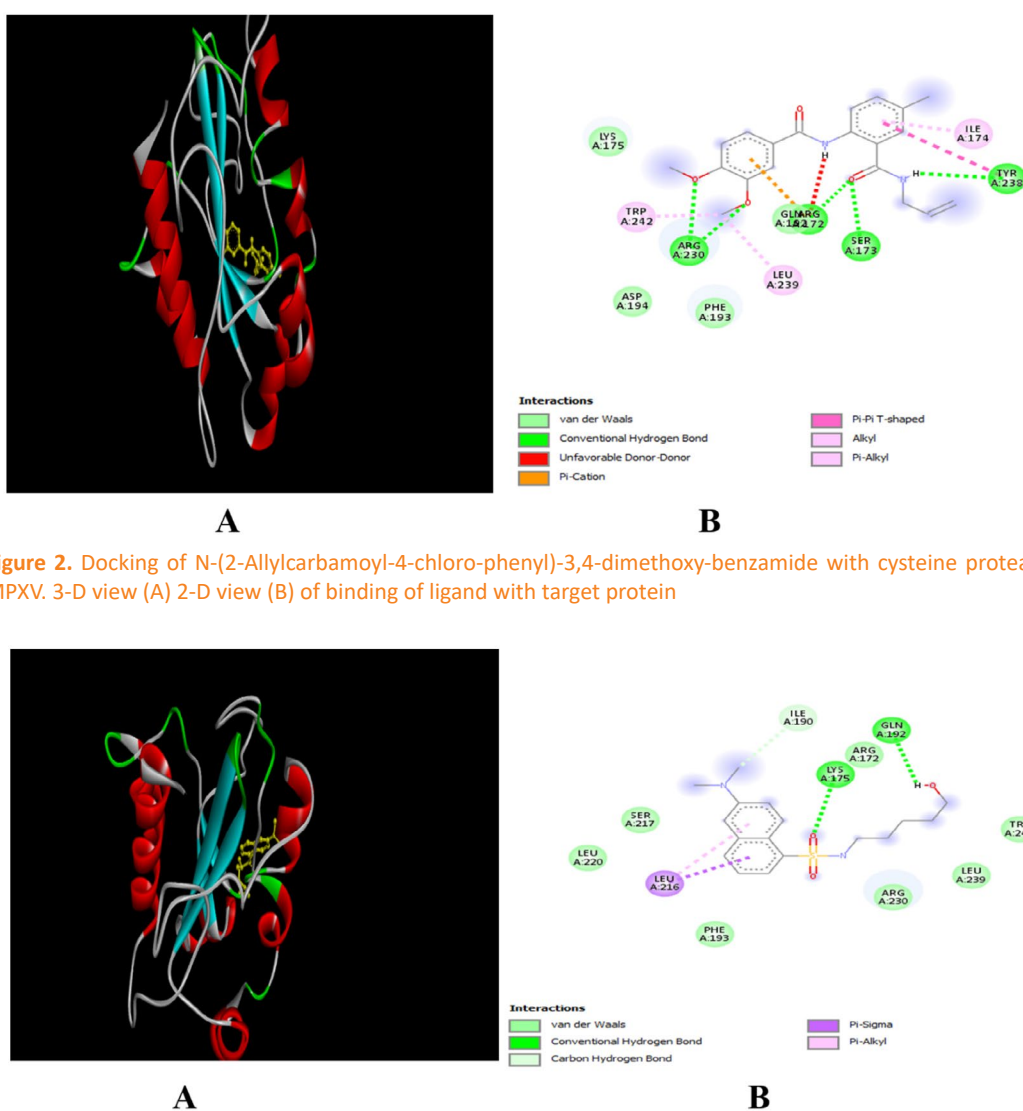 LYS
A:175
ILE
A:174
TYR
A:238
TRP
A:242
ARG
A:172
ARG
A:230
SER
A:173
LEU
A:239
ASP
A:194
PHE
A:193
Interactions
van der Waals
Conventional Hydrogen Bond
Unfavorable Donor-Donor
Pi-Cation
Pi-Pi T-shaped
Alkyl
Pi-Alkyl
A
B
igure 2. Docking of N-(2-Allylcarbamoyl-4-chloro-phenyl)-3,4-dimethoxy-benzamide with cysteine protea
MPXV. 3-D view (A) 2-D view (B) of binding of ligand with target protein
ILE
A:190
GLN
A:192
ARG
A:172
LYS
A:175
SER
A:217
LEU
A:220
LEU
A:216
LEU
A:239
ARG
A:230
PHE
A:193
Interactions
van der Waals
Conventional Hydrogen Bond
Carbon Hydrogen Bond
Pi-Sigma
Pi-Alkyl
A
B